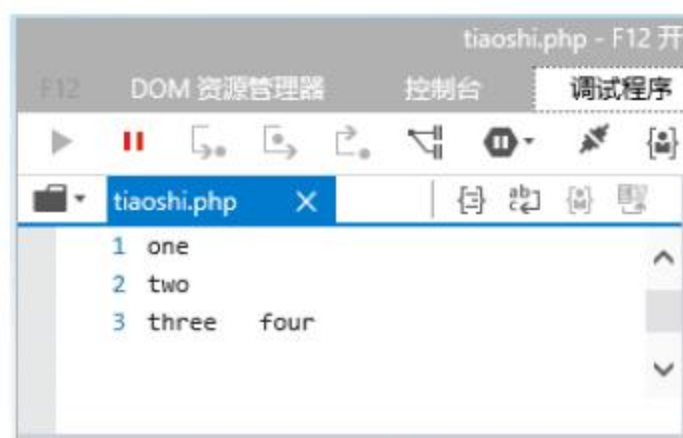 tiaoshi.php - F12 开
F12 DOM 资源管理器 控制台 调试程序
tiaoshi.php
1 one
2 two
3 three four